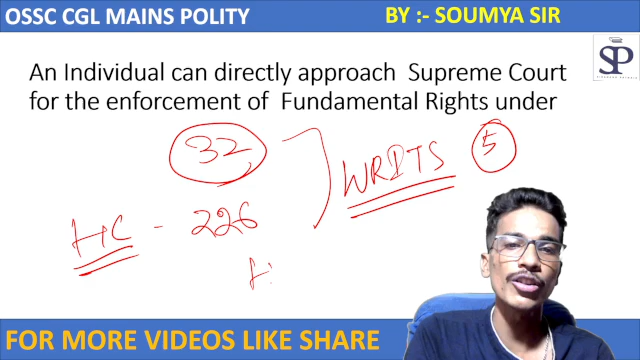 OSSC CGL MAINS POLITY
BY :- SOUMYA SIR
SP
An Individual can directly approach Supreme Court
for the enforcement of Fundamental Rights under
32
WRITS 5
HC - 226
FOR MORE VIDEOS LIKE SHARE